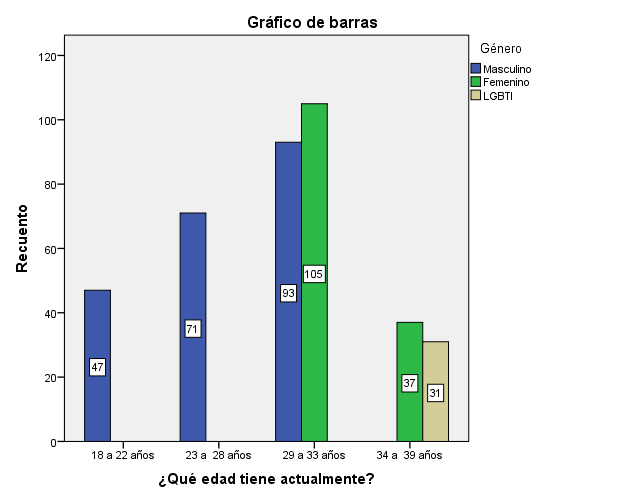 Gráfico de barras
Género
Masculino
Femenino
LGBTI
Recuento
120
100
80
60
40
20
0
47
71
93
105
37
31
18 a 22 años
23 a  28 años
29 a 33 años
34 a  39 años
¿Qué edad tiene actualmente?